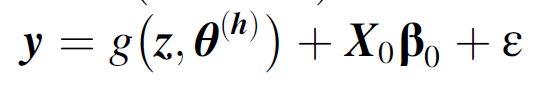 y = g(z, θ^(h)) + X₀β₀ + ε